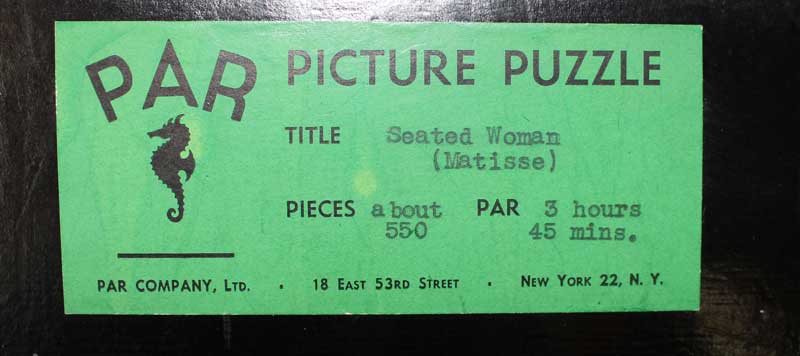 PAR PICTURE PUZZLE
TITLE Seated Woman
(Matisse)
PIECES about PAR 3 hours
550 45 mins.
PAR COMPANY, LTD. · 18 EAST 53RD STREET · NEW YORK 22, N. Y.